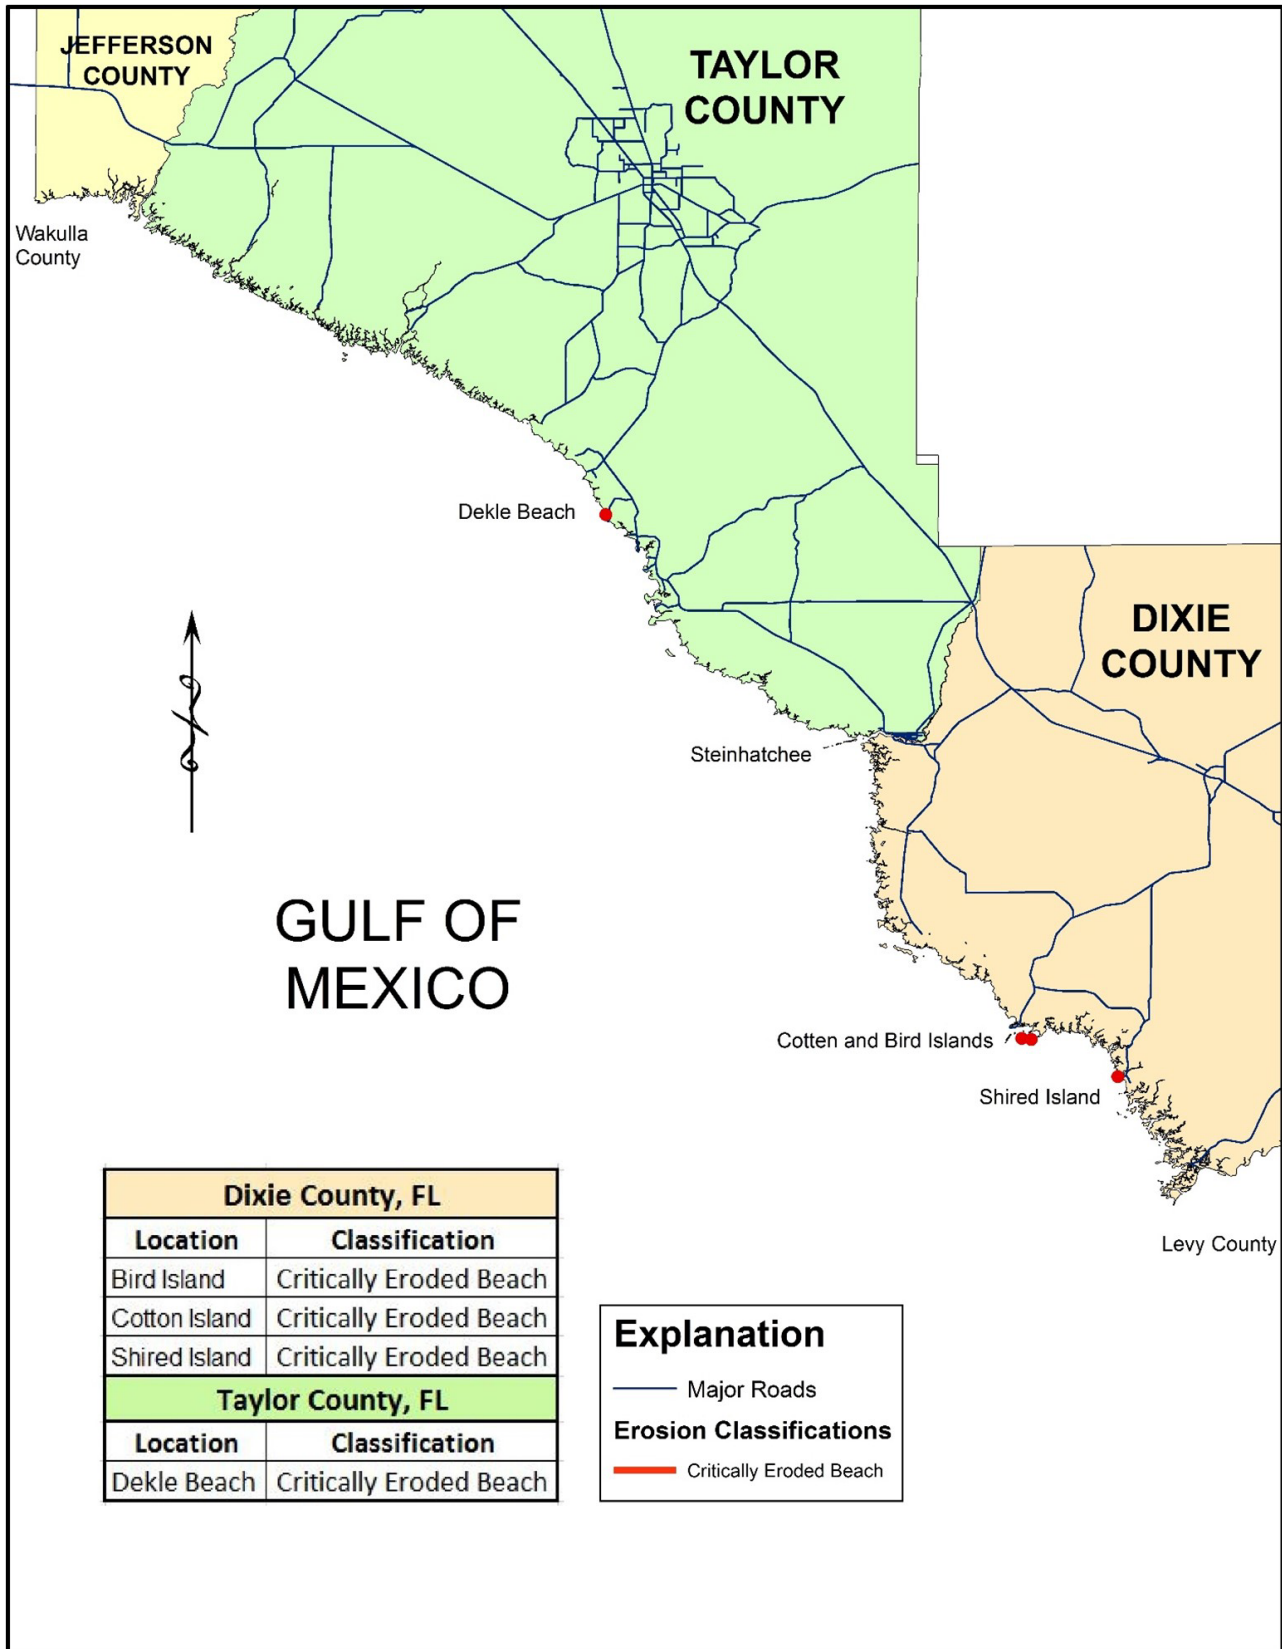 JEFFERSON
COUNTY
TAYLOR
COUNTY
Wakulla
County
Dekle Beach
DIXIE
COUNTY
Steinhatchee
GULF OF
MEXICO
Cotten and Bird Islands
Shired Island
Levy County
Dixie County, FL
Location Classification
Bird Island Critically Eroded Beach
Cotton Island Critically Eroded Beach
Shired Island Critically Eroded Beach
Taylor County, FL
Location Classification
Dekle Beach Critically Eroded Beach
Explanation
Major Roads
Erosion Classifications
Critically Eroded Beach